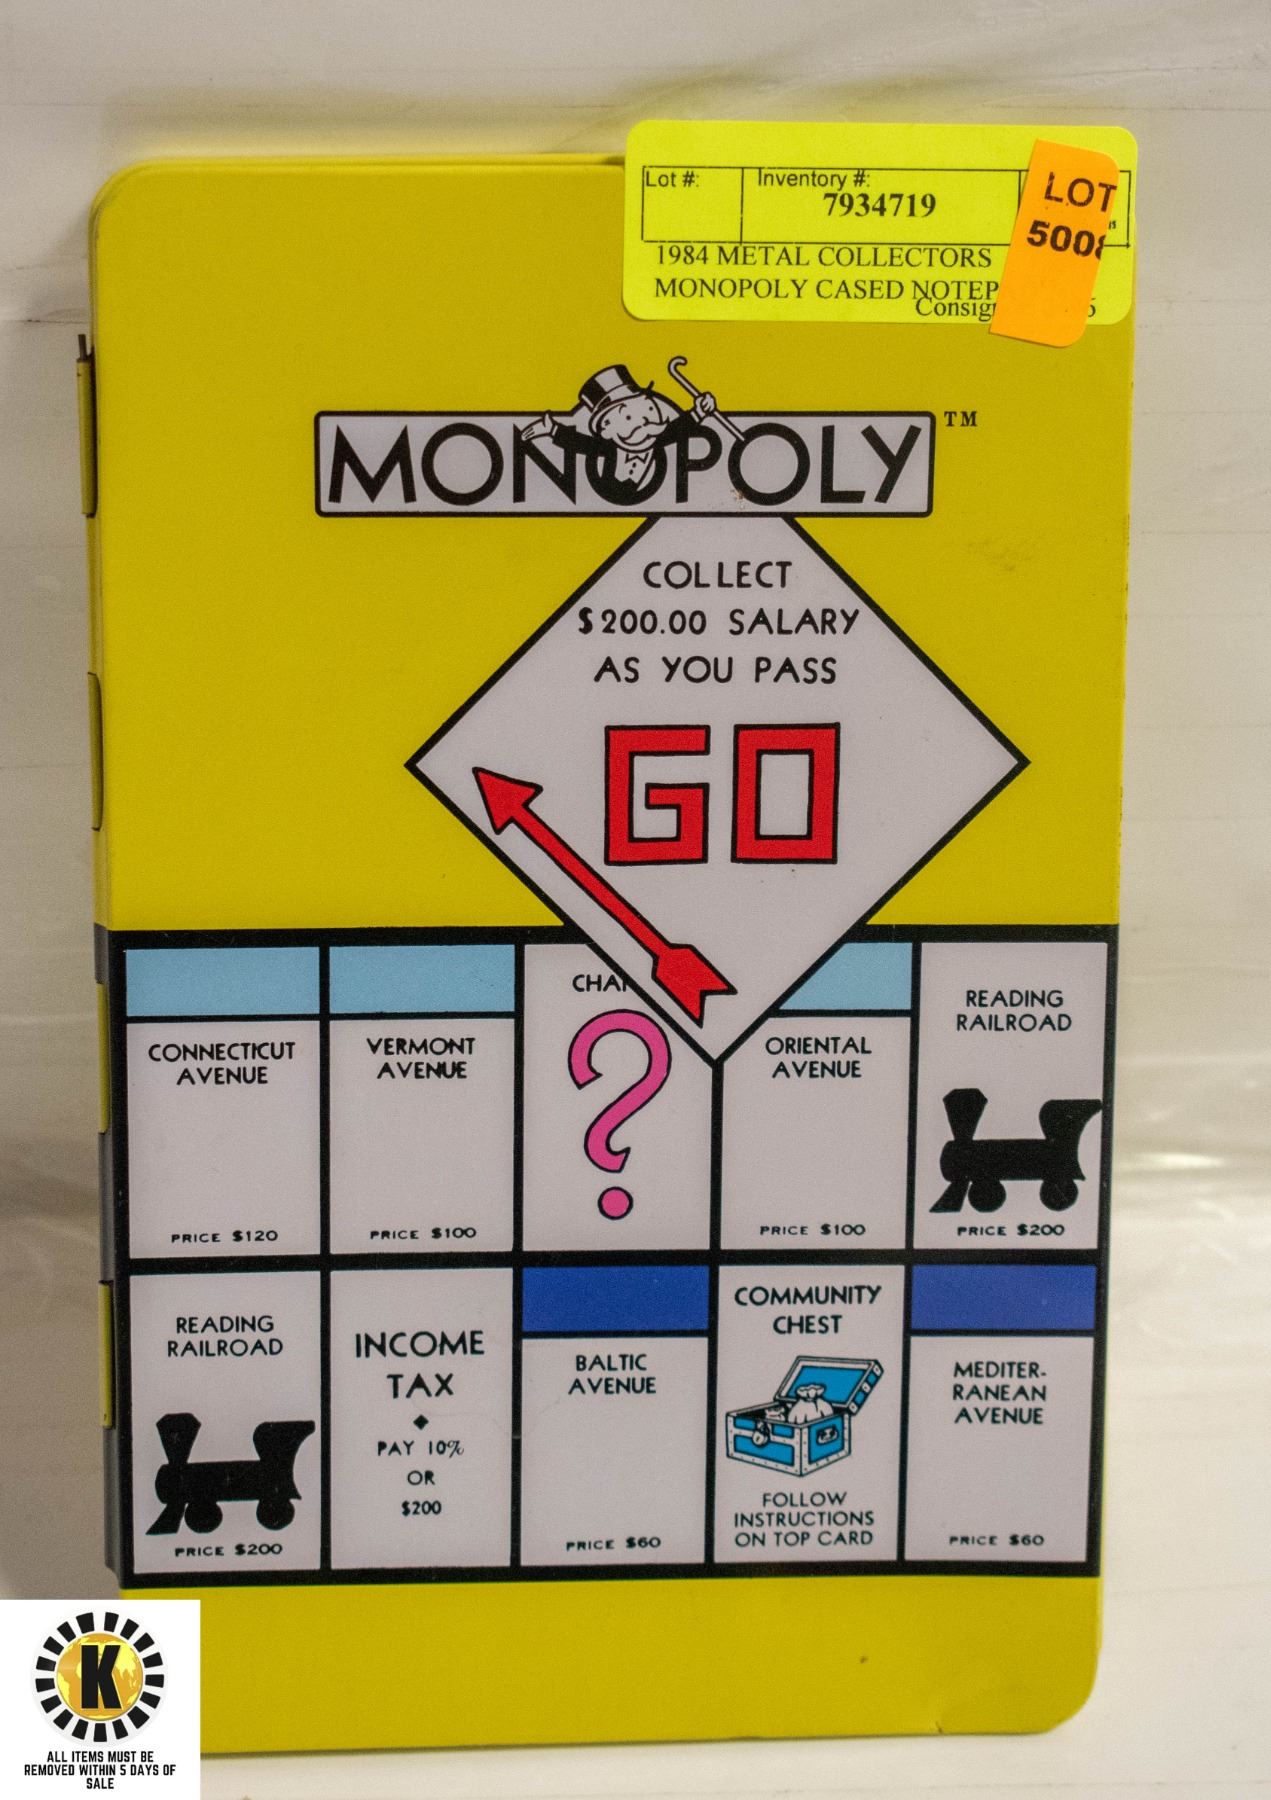 Lot #:
Inventory #:
7934719
LOT
5008
1984 METAL COLLECTORS
MONOPOLY CASED NOTEP
Consig
MONOPOLY TM
COLLECT
$200.00 SALARY
AS YOU PASS
GO
CONNECTICUT
AVENUE
PRICE $120
VERMONT
AVENUE
PRICE $100
CHAN
?
ORIENTAL
AVENUE
PRICE $100
READING
RAILROAD
PRICE $200
READING
RAILROAD
PRICE $200
INCOME
TAX
PAY 10%
OR
$200
BALTIC
AVENUE
PRICE $60
COMMUNITY
CHEST
FOLLOW
INSTRUCTIONS
ON TOP CARD
MEDITER-
RANEAN
AVENUE
PRICE $60
K
ALL ITEMS MUST BE
REMOVED WITHIN 5 DAYS OF
SALE